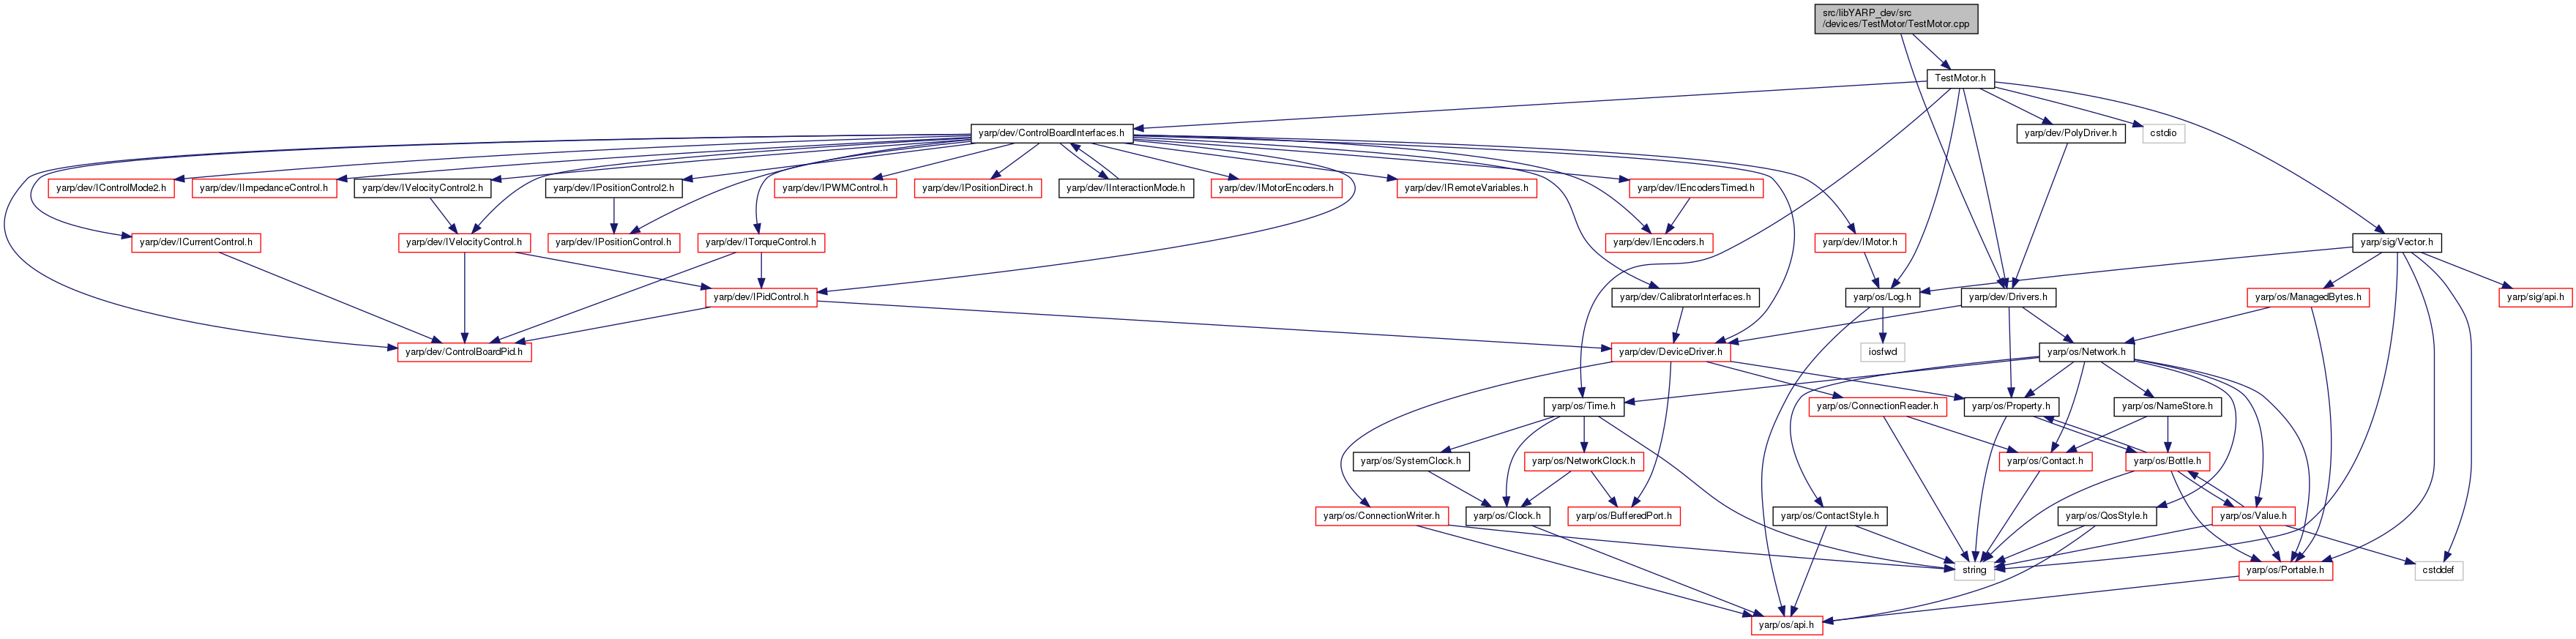 src/libYARP_dev/src
/devices/TestMotor/TestMotor.cpp
TestMotor.h
yarp/dev/ControlBoardInterfaces.h
yarp/dev/PolyDriver.h
cstdio
yarp/dev/IControlMode2.h
yarp/dev/IImpedanceControl.h
yarp/dev/IVelocityControl2.h
yarp/dev/IPositionControl2.h
yarp/dev/IPWMControl.h
yarp/dev/IPositionDirect.h
yarp/dev/IInteractionMode.h
yarp/dev/IMotorEncoders.h
yarp/dev/IRemoteVariables.h
yarp/dev/IEncodersTimed.h
yarp/dev/ICurrentControl.h
yarp/dev/IVelocityControl.h
yarp/dev/IPositionControl.h
yarp/dev/ITorqueControl.h
yarp/dev/IEncoders.h
yarp/dev/IMotor.h
yarp/sig/Vector.h
yarp/dev/IPidControl.h
yarp/dev/CalibratorInterfaces.h
yarp/os/Log.h
yarp/dev/Drivers.h
yarp/os/ManagedBytes.h
yarp/sig/api.h
yarp/dev/ControlBoardPid.h
yarp/dev/DeviceDriver.h
iosfwd
yarp/os/Network.h
yarp/os/Time.h
yarp/os/ConnectionReader.h
yarp/os/Property.h
yarp/os/NameStore.h
yarp/os/SystemClock.h
yarp/os/NetworkClock.h
yarp/os/Contact.h
yarp/os/Bottle.h
yarp/os/ConnectionWriter.h
yarp/os/Clock.h
yarp/os/BufferedPort.h
yarp/os/ContactStyle.h
yarp/os/QosStyle.h
yarp/os/Value.h
string
yarp/os/Portable.h
cstddef
yarp/os/api.h